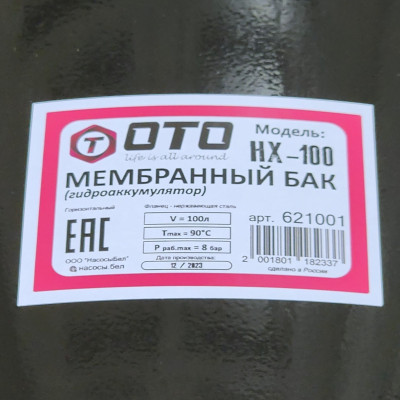 T OTO
life is all around
Модель:
НХ-100
МЕМБРАННЫЙ БАК
(гидроаккумулятор)
Горизонтальный
Фланец - нержавеющая сталь
V = 100л
Tmax = 90°C
P раб.max = 8 бар
Дата производства:
12 / 2023
EAC
ООО "НасосыБел"
насосы.бел
арт. 621001
2 001801 182337
сделано в России